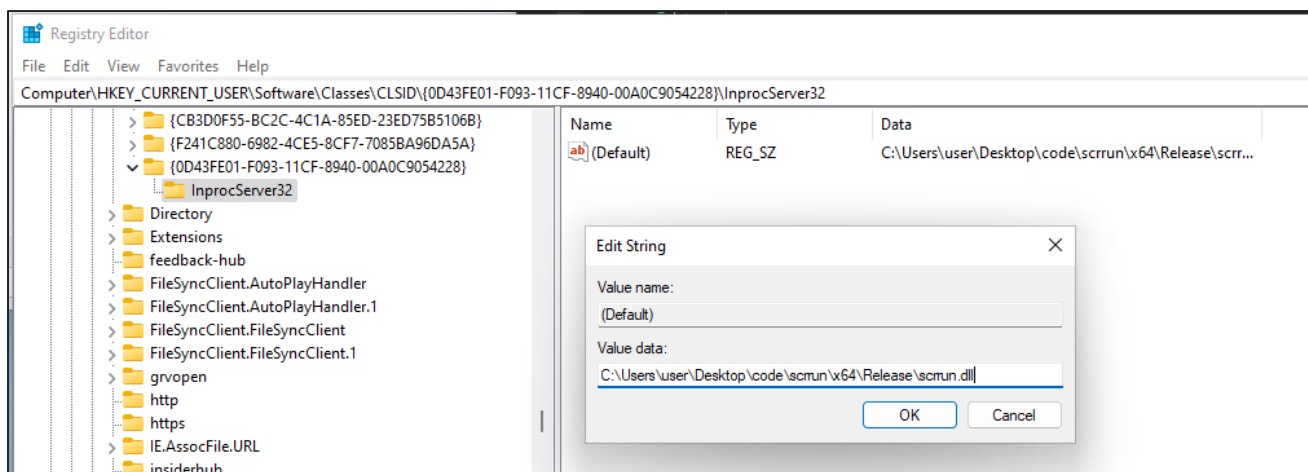 Registry Editor
File Edit View Favorites Help
Computer\HKEY_CURRENT_USER\Software\Classes\CLSID\{0D43FE01-F093-11CF-8940-00A0C9054228}\InprocServer32
{CB3D0F55-BC2C-4C1A-85ED-23ED75B5106B}
{F241C880-6982-4CE5-8CF7-7085BA96DA5A}
{0D43FE01-F093-11CF-8940-00A0C9054228}
InprocServer32
Directory
Extensions
feedback-hub
FileSyncClient.AutoPlayHandler
FileSyncClient.AutoPlayHandler.1
FileSyncClient.FileSyncClient
FileSyncClient.FileSyncClient.1
grvopen
http
https
IE.AssocFile.URL
insiderhub
Name Type Data
ab (Default) REG_SZ C:\Users\user\Desktop\code\scrrun\x64\Release\scrr...
Edit String
Value name:
(Default)
Value data:
C:\Users\user\Desktop\code\scrrun\x64\Release\scrrun.dll
OK Cancel